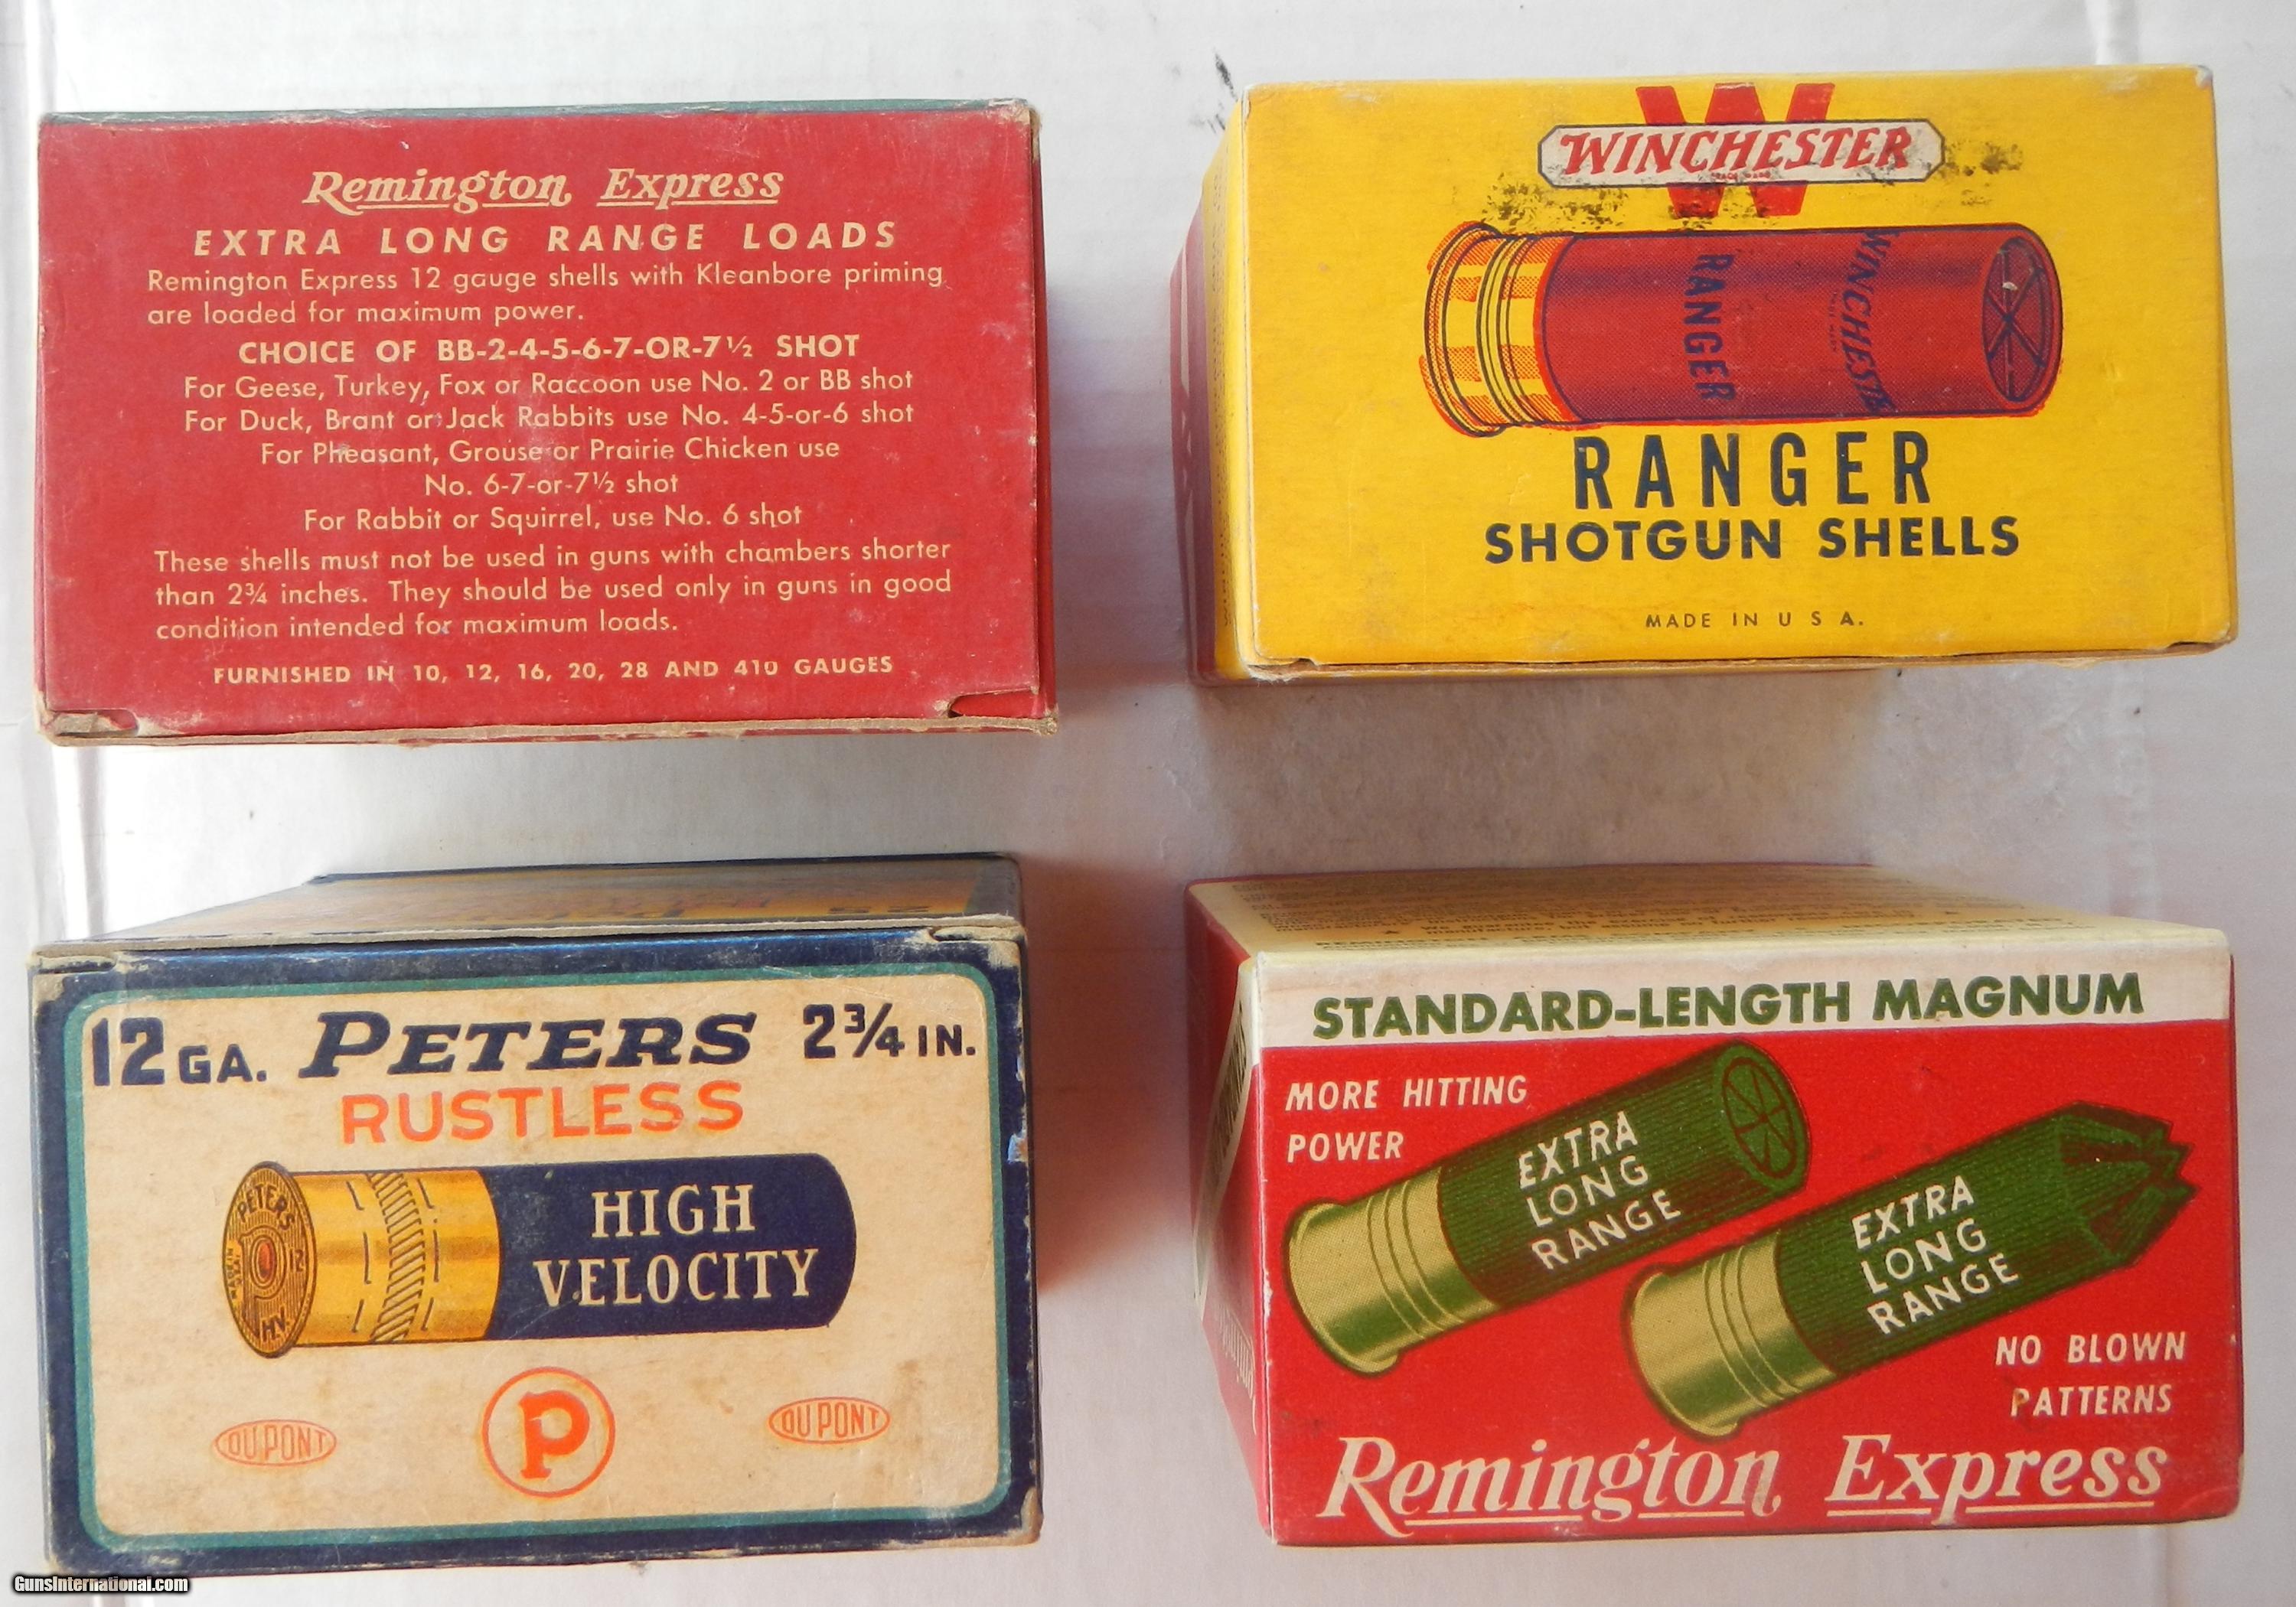 Remington Express
EXTRA LONG RANGE LOADS
Remington Express 12 gauge shells with Kleanbore priming
are loaded for maximum power.
CHOICE OF BB-2-4-5-6-7-OR-7½ SHOT
For Geese, Turkey, Fox or Raccoon use No. 2 or BB shot
For Duck, Brant or Jack Rabbits use No. 4-5-or-6 shot
For Pheasant, Grouse or Prairie Chicken use
No. 6-7-or-7½ shot
For Rabbit or Squirrel, use No. 6 shot
These shells must not be used in guns with chambers shorter
than 2¾ inches. They should be used only in guns in good
condition intended for maximum loads.
FURNISHED IN 10, 12, 16, 20, 28 AND 410 GAUGES
W
WINCHESTER
TRADE MARK
RANGER
WINCHESTER
RANGER
SHOTGUN SHELLS
MADE IN U S A.
12 GA. PETERS 2¾ IN.
RUSTLESS
PETERS
12
H.V.
HIGH
VELOCITY
P
DU PONT
DU PONT
STANDARD-LENGTH MAGNUM
MORE HITTING
POWER
EXTRA
LONG
RANGE
EXTRA
LONG
RANGE
NO BLOWN
PATTERNS
Remington Express
GunsInternational.com